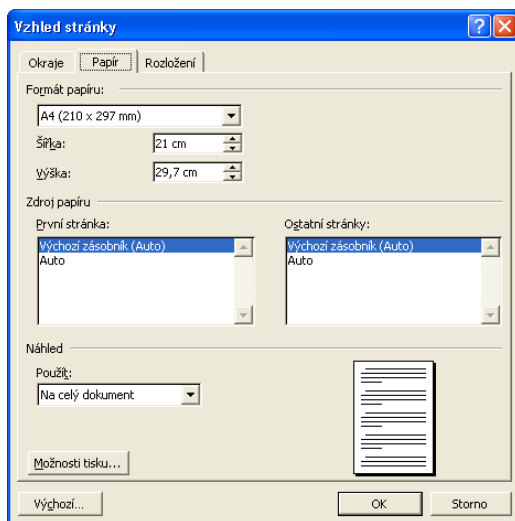 Vzhled stránky
Okraje Papír Rozložení
Formát papíru:
A4 (210 x 297 mm)
Šířka: 21 cm
Výška: 29,7 cm
Zdroj papíru
První stránka: Ostatní stránky:
Výchozí zásobník (Auto) Výchozí zásobník (Auto)
Auto Auto
Náhled
Použít:
Na celý dokument
Možnosti tisku...
Výchozí... OK Storno